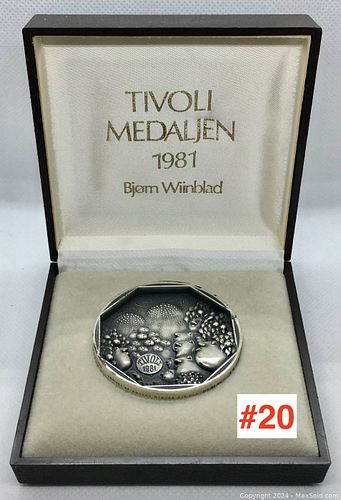 TIVOLI
MEDALJEN
1981
Bjørn Wiinblad
TIVOLI
1981
#20
Copyright 2024 - MaxSold.com